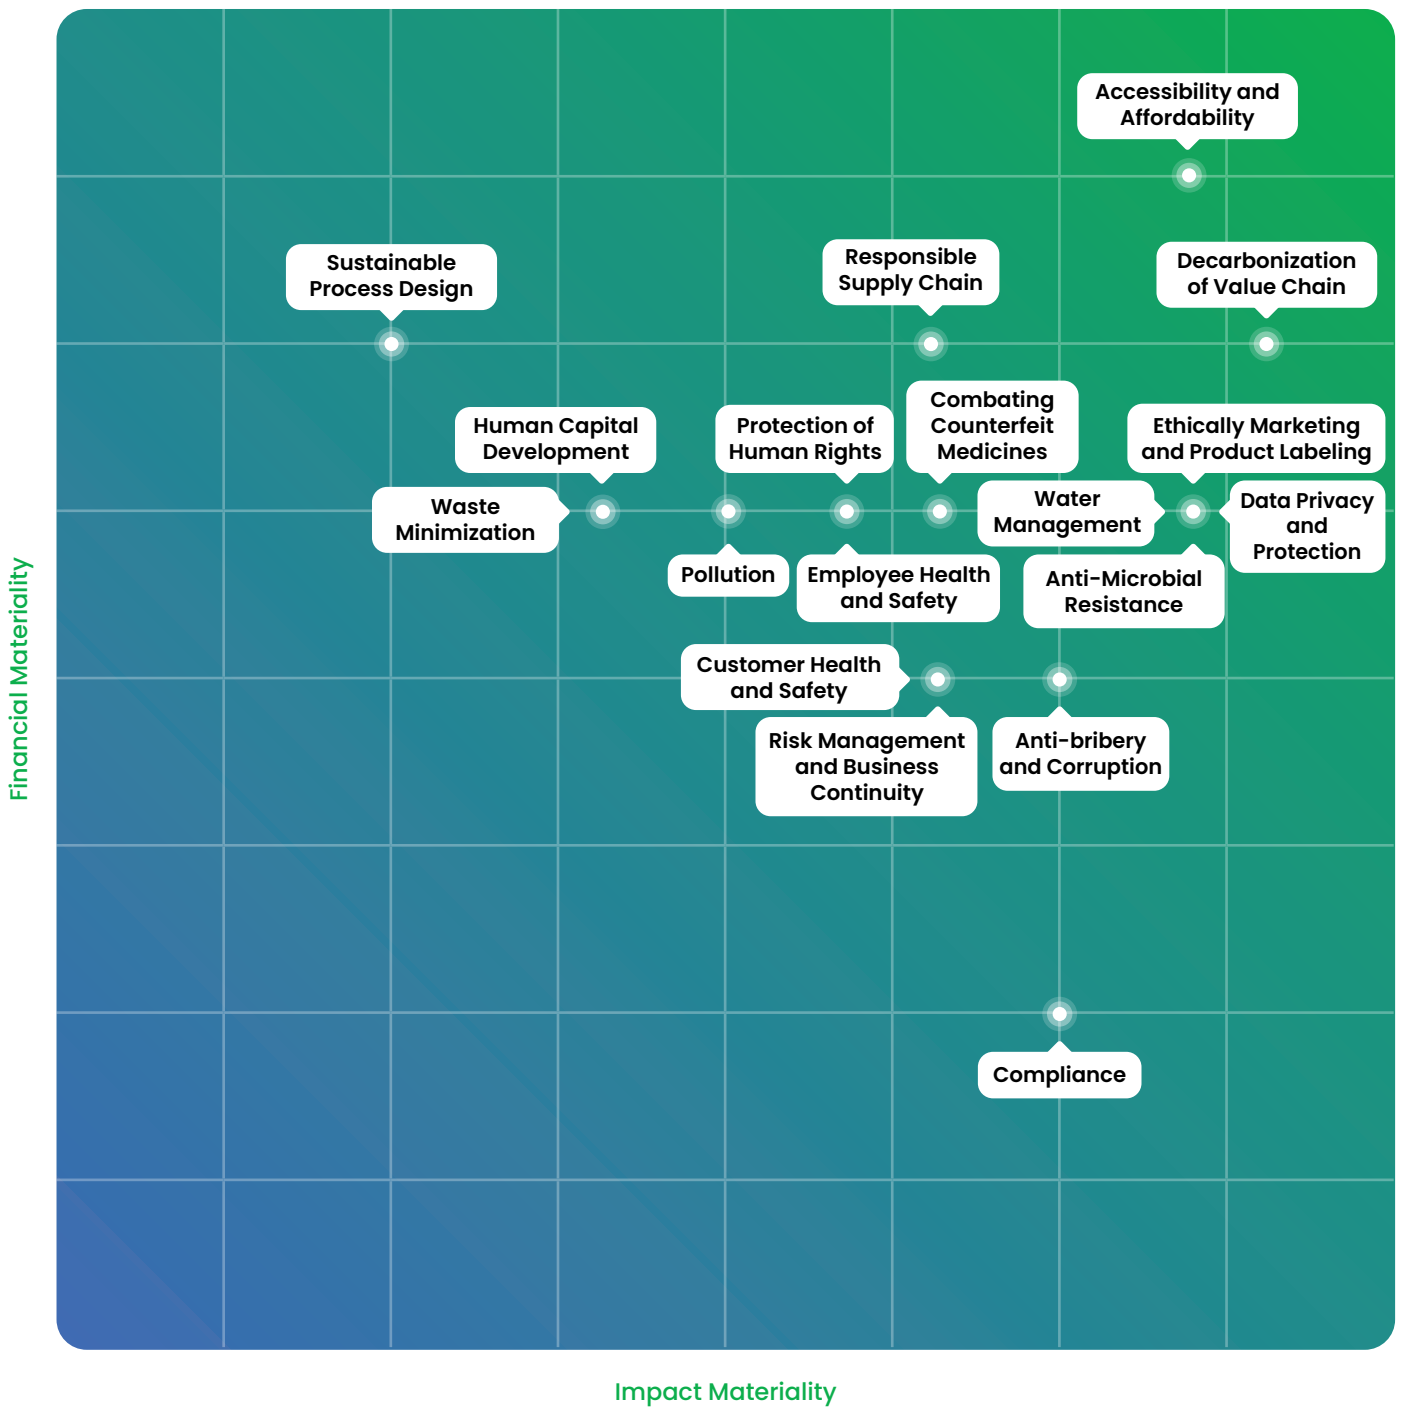 Accessibility and
Affordability
Sustainable
Process Design
Responsible
Supply Chain
Decarbonization
of Value Chain
Human Capital
Development
Protection of
Human Rights
Combating
Counterfeit
Medicines
Ethically Marketing
and Product Labeling
Waste
Minimization
Water
Management
Data Privacy
and
Protection
Pollution
Employee Health
and Safety
Anti-Microbial
Resistance
Customer Health
and Safety
Risk Management
and Business
Continuity
Anti-bribery
and Corruption
Compliance
Financial Materiality
Impact Materiality